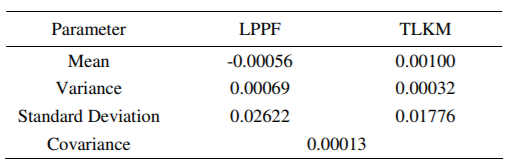 Parameter LPPF TLKM
Mean -0.00056 0.00100
Variance 0.00069 0.00032
Standard Deviation 0.02622 0.01776
Covariance 0.00013